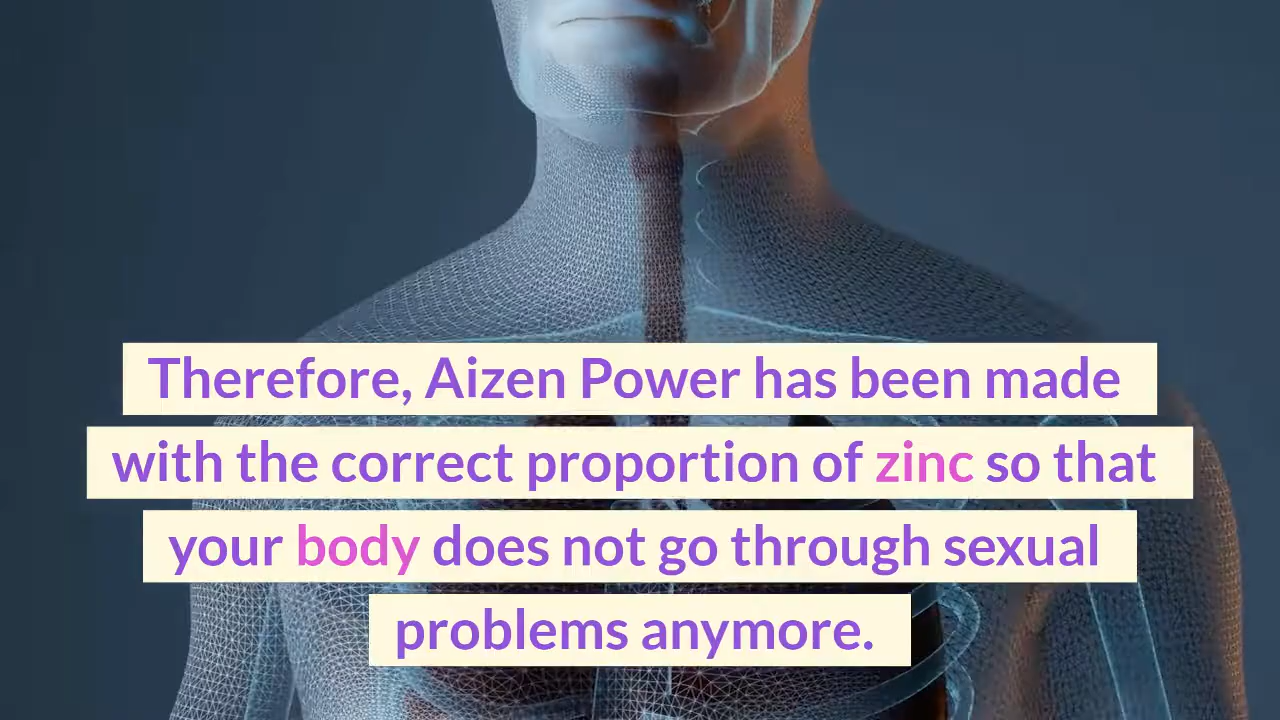 Therefore, Aizen Power has been made
with the correct proportion of zinc so that
your body does not go through sexual
problems anymore.